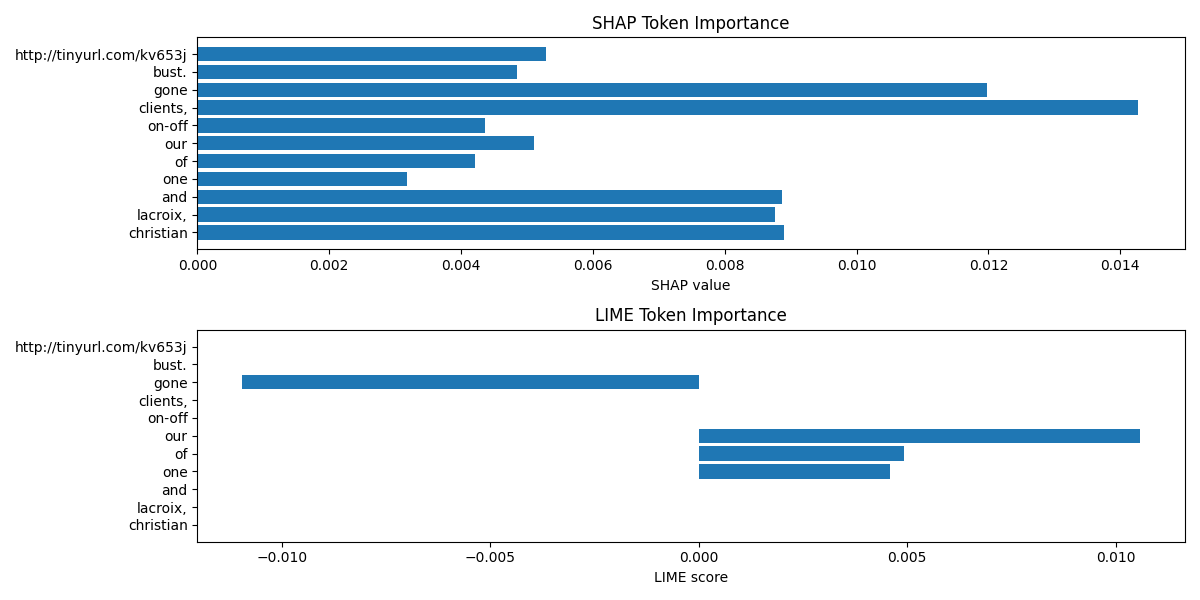 SHAP Token Importance
http://tinyurl.com/kv653j
bust.
gone
clients,
on-off
our
of
one
and
lacroix,
christian
0.000 0.002 0.004 0.006 0.008 0.010 0.012 0.014
SHAP value
LIME Token Importance
http://tinyurl.com/kv653j
bust.
gone
clients,
on-off
our
of
one
and
lacroix,
christian
−0.010 −0.005 0.000 0.005 0.010
LIME score